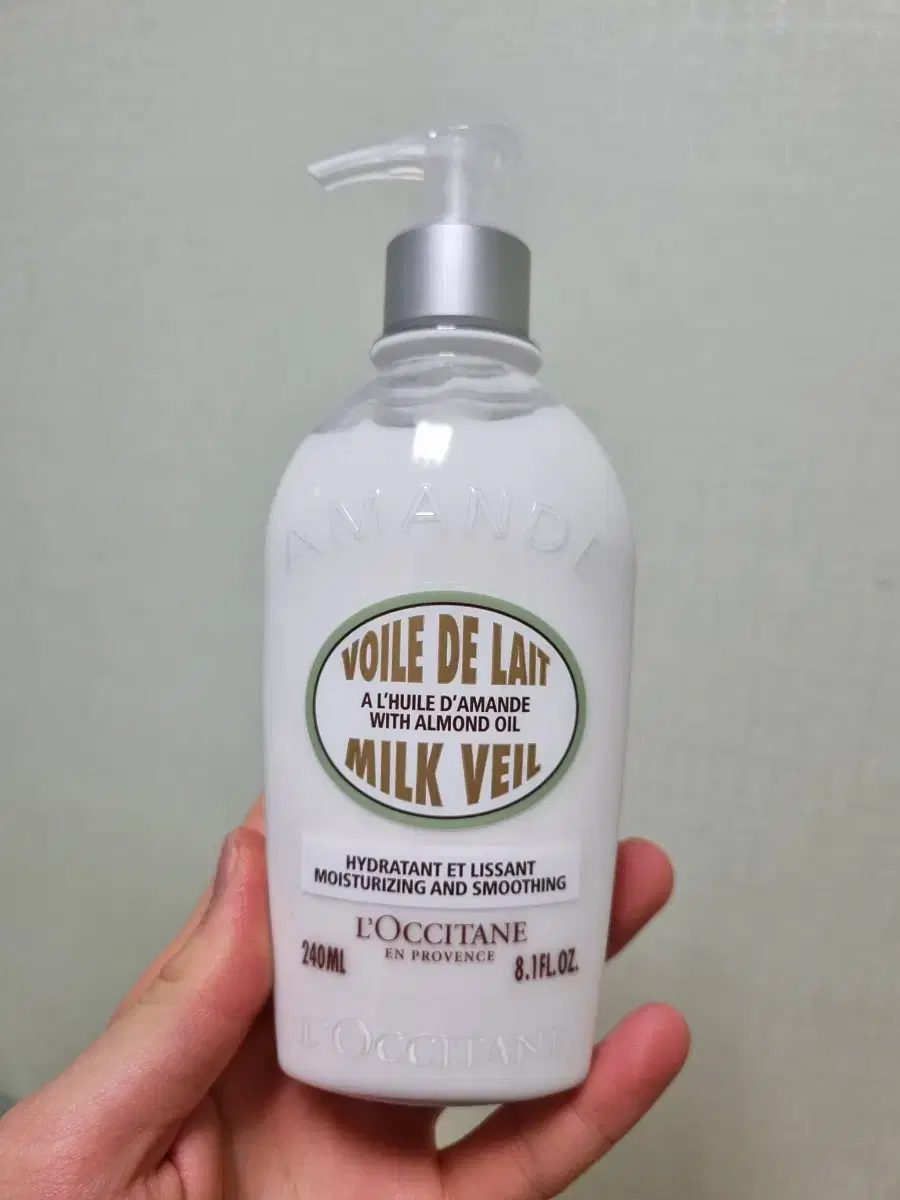 AMANDE
VOILE DE LAIT
A L'HUILE D'AMANDE
WITH ALMOND OIL
MILK VEIL
HYDRATANT ET LISSANT
MOISTURIZING AND SMOOTHING
L'OCCITANE
EN PROVENCE
240ML 8.1FL.OZ.
L'OCCITANE